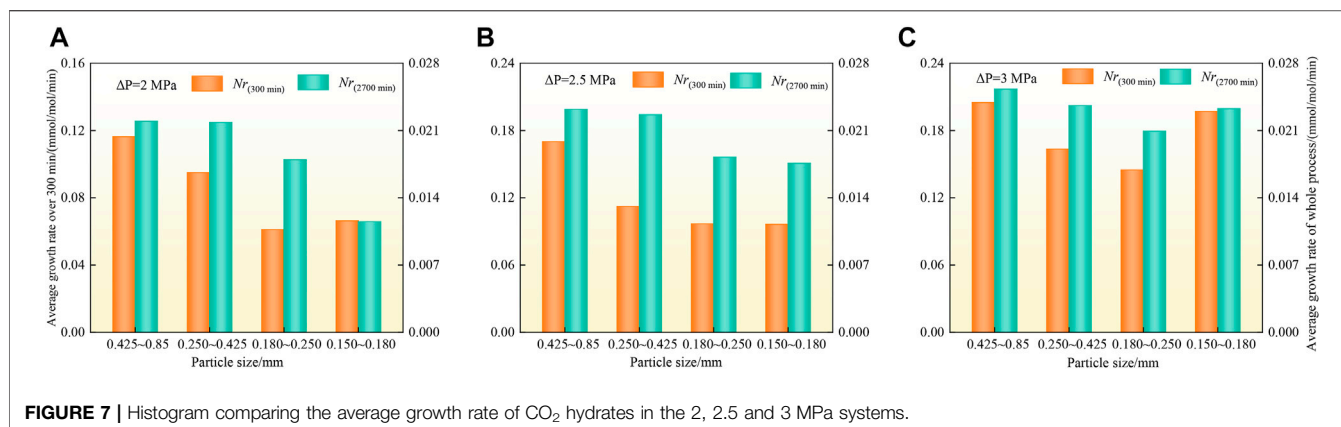 A
ΔP=2 MPa
Nr(300 min)
Nr(2700 min)
Average growth rate over 300 min/(mmol/mol/min)
0.16
0.12
0.08
0.04
0.00
0.028
0.021
0.014
0.007
0.000
0.425~0.85 0.250~0.425 0.180~0.250 0.150~0.180
Particle size/mm
B
ΔP=2.5 MPa
Nr(300 min)
Nr(2700 min)
0.24
0.18
0.12
0.06
0.00
0.028
0.021
0.014
0.007
0.000
0.425~0.85 0.250~0.425 0.180~0.250 0.150~0.180
Particle size/mm
C
ΔP=3 MPa
Nr(300 min)
Nr(2700 min)
0.24
0.18
0.12
0.06
0.00
0.028
0.021
0.014
0.007
0.000
Average growth rate of whole process/(mmol/mol/min)
0.425~0.85 0.250~0.425 0.180~0.250 0.150~0.180
Particle size/mm
FIGURE 7 | Histogram comparing the average growth rate of CO₂ hydrates in the 2, 2.5 and 3 MPa systems.